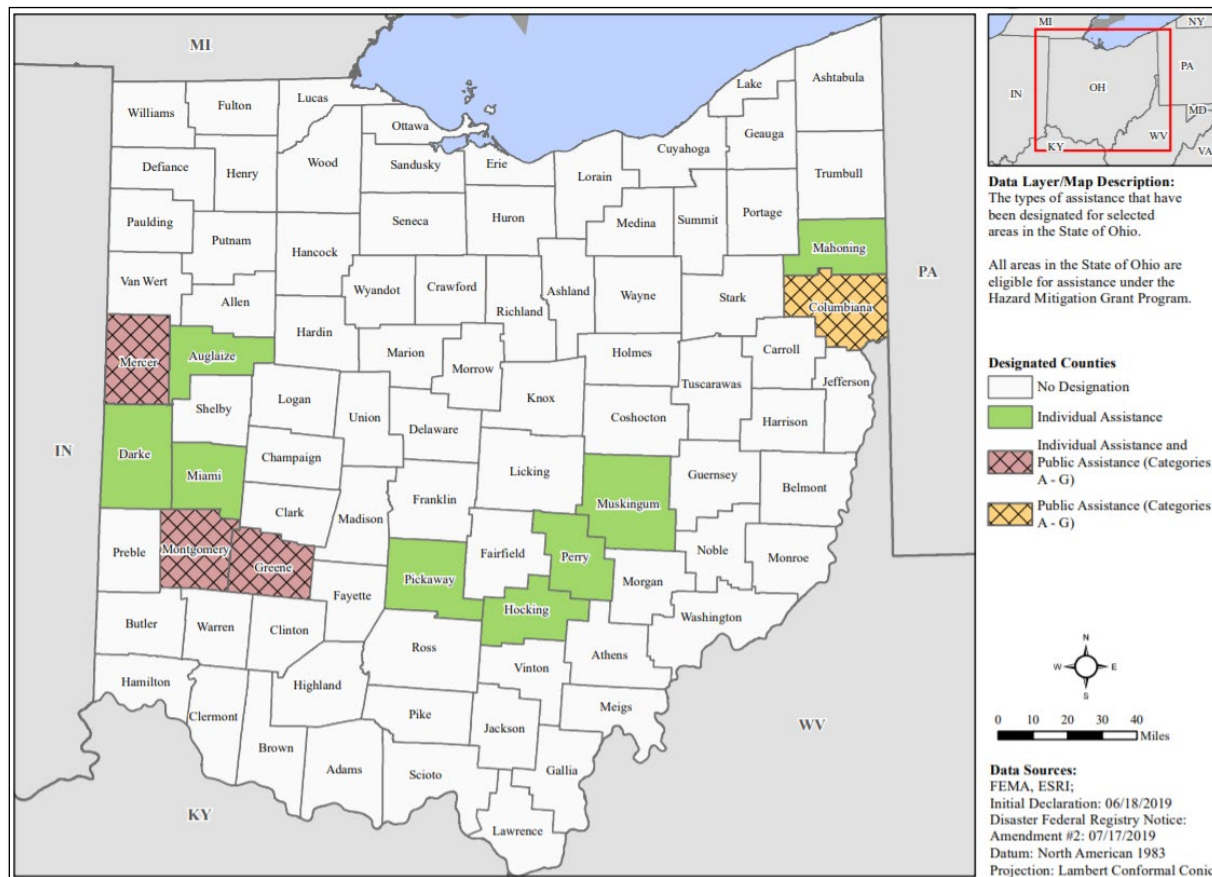 MI
IN
KY
WV
PA
Williams
Fulton
Lucas
Ottawa
Lake
Ashtabula
Geauga
Cuyahoga
Defiance
Henry
Wood
Sandusky
Erie
Lorain
Trumbull
Paulding
Putnam
Hancock
Seneca
Huron
Medina
Summit
Portage
Mahoning
Van Wert
Allen
Wyandot
Crawford
Richland
Ashland
Wayne
Stark
Columbiana
Mercer
Auglaize
Hardin
Marion
Morrow
Holmes
Tuscarawas
Carroll
Jefferson
Shelby
Logan
Union
Delaware
Knox
Coshocton
Harrison
Darke
Miami
Champaign
Licking
Muskingum
Guernsey
Belmont
Clark
Madison
Franklin
Preble
Montgomery
Greene
Fayette
Pickaway
Fairfield
Perry
Morgan
Noble
Monroe
Hocking
Washington
Butler
Warren
Clinton
Ross
Vinton
Athens
Hamilton
Clermont
Highland
Pike
Jackson
Meigs
Brown
Adams
Scioto
Gallia
Lawrence
MI
NY
IN
OH
PA
MD
WV
KY
VA
Data Layer/Map Description:
The types of assistance that have
been designated for selected
areas in the State of Ohio.
All areas in the State of Ohio are
eligible for assistance under the
Hazard Mitigation Grant Program.
Designated Counties
No Designation
Individual Assistance
Individual Assistance and
Public Assistance (Categories
A - G)
Public Assistance (Categories
A - G)
N
W E
S
0 10 20 30 40
Miles
Data Sources:
FEMA, ESRI;
Initial Declaration: 06/18/2019
Disaster Federal Registry Notice:
Amendment #2: 07/17/2019
Datum: North American 1983
Projection: Lambert Conformal Conic